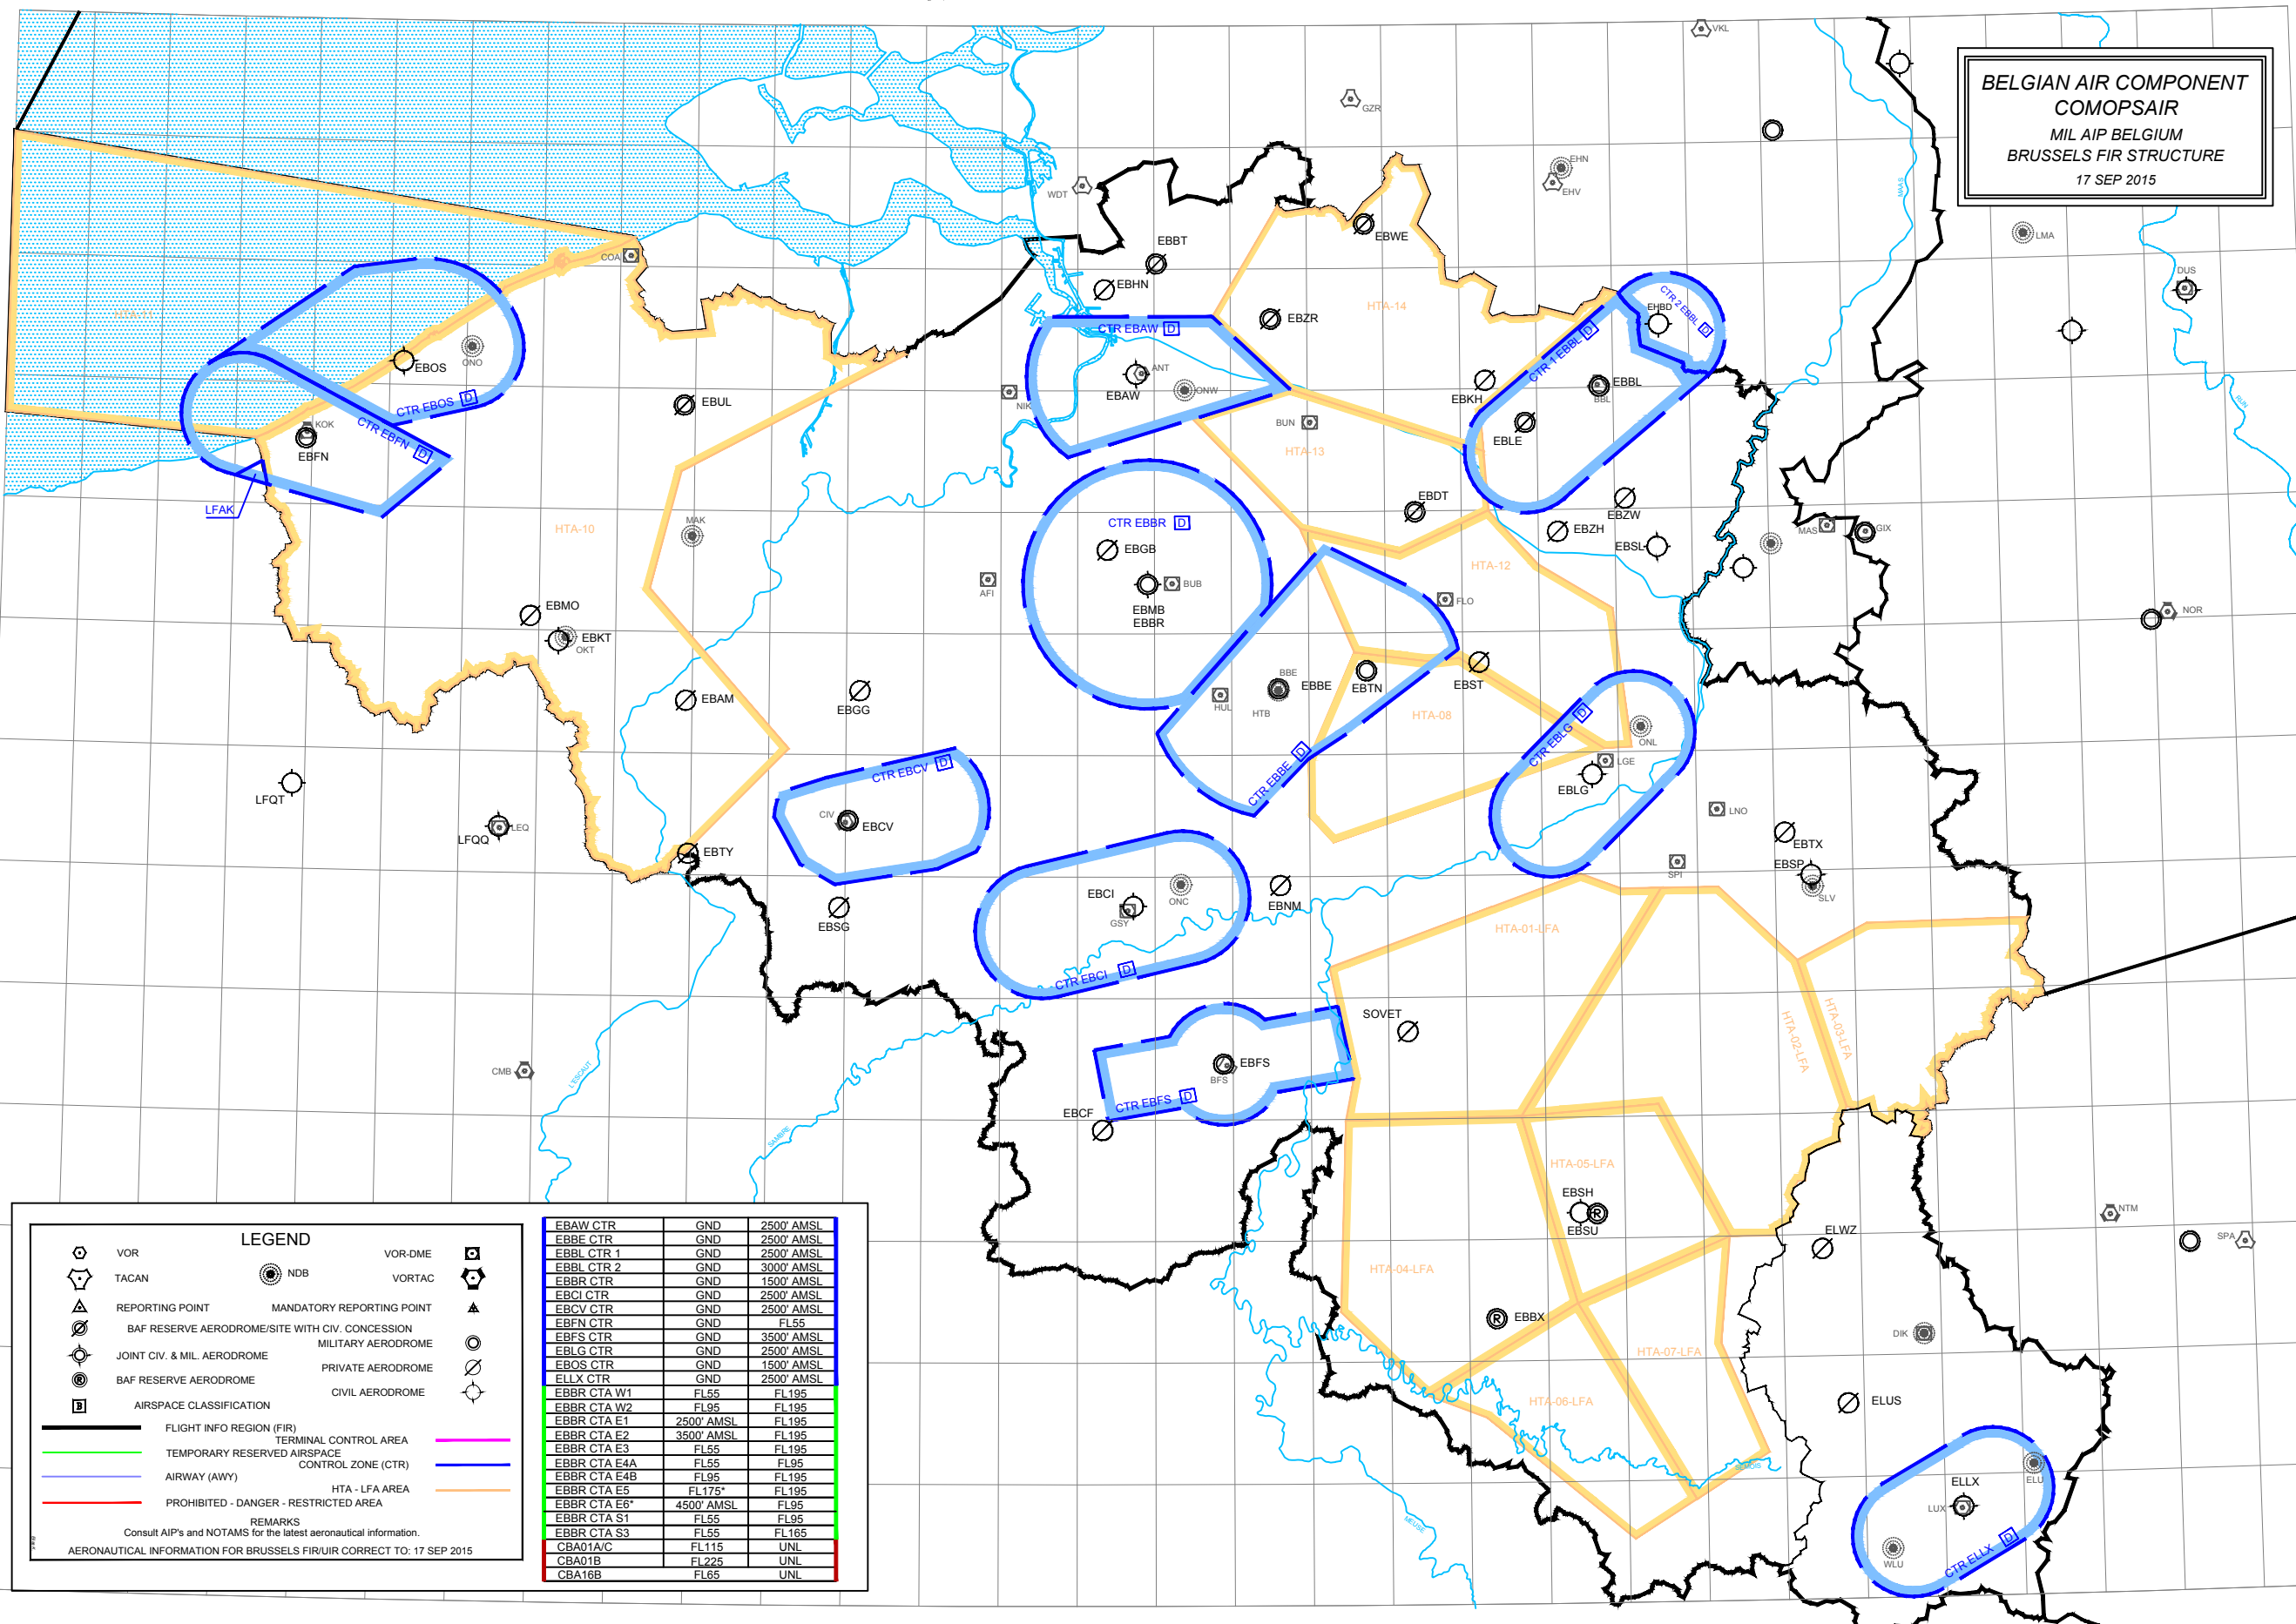 BELGIAN AIR COMPONENT
COMOPSAIR
MIL AIP BELGIUM
BRUSSELS FIR STRUCTURE
17 SEP 2015
VKL
GZR
EHN
EHV
WDT
MAAS
LMA
DUS
EBBT
EBWE
COA
EBHN
HTA-11
HTA-14
EBZR
CTR EBAW D
CTR 2 EBBL D
EHBD
CTR-1 EBBL D
EBOS
ONO
ANT
EBAW
ONW
NIK
EBUL
EBKH
EBBL
BBL
RUN
CTR EBOS D
CTR EBFN D
KOK
EBFN
BUN
EBLE
HTA-13
LFAK
HTA-10
MAK
CTR EBBR D
EBDT
EBZW
EBZH
EBSL
MAS
GIX
EBGB
HTA-12
AFI
BUB
EBMB
EBBR
FLO
EBMO
EBKT
OKT
NOR
EBAM
EBGG
BBE
EBBE
HUL
HTB
EBTN
EBST
HTA-08
CTR EBLG D
ONL
LGE
EBLG
CTR EBCV D
CTR EBBE D
LFQT
CIV
EBCV
LNO
LFQQ
LEQ
EBTY
EBTX
EBSP
SPI
SLV
EBCI
ONC
GSY
EBNM
EBSG
HTA-01-LFA
CTR EBCI D
SOVET
HTA-02-LFA
HTA-03-LFA
CMB
L'ESCAUT
EBFS
BFS
CTR EBFS D
EBCF
SAMBRE
HTA-05-LFA
EBSH
R
EBSU
ELWZ
NTM
SPA
HTA-04-LFA
R
EBBX
DIK
HTA-07-LFA
HTA-06-LFA
ELUS
SEMOIS
MEUSE
ELU
ELLX
LUX
WLU
CTR ELLX D
LEGEND
VOR
VOR-DME
TACAN
NDB
VORTAC
REPORTING POINT
MANDATORY REPORTING POINT
BAF RESERVE AERODROME/SITE WITH CIV. CONCESSION
MILITARY AERODROME
JOINT CIV. & MIL. AERODROME
PRIVATE AERODROME
R BAF RESERVE AERODROME
CIVIL AERODROME
B AIRSPACE CLASSIFICATION
FLIGHT INFO REGION (FIR)
TERMINAL CONTROL AREA
TEMPORARY RESERVED AIRSPACE
CONTROL ZONE (CTR)
AIRWAY (AWY)
HTA - LFA AREA
PROHIBITED - DANGER - RESTRICTED AREA
REMARKS
Consult AIP's and NOTAMS for the latest aeronautical information.
AERONAUTICAL INFORMATION FOR BRUSSELS FIR/UIR CORRECT TO: 17 SEP 2015
EBAW CTR GND 2500' AMSL
EBBE CTR GND 2500' AMSL
EBBL CTR 1 GND 2500' AMSL
EBBL CTR 2 GND 3000' AMSL
EBBR CTR GND 1500' AMSL
EBCI CTR GND 2500' AMSL
EBCV CTR GND 2500' AMSL
EBFN CTR GND FL55
EBFS CTR GND 3500' AMSL
EBLG CTR GND 2500' AMSL
EBOS CTR GND 1500' AMSL
ELLX CTR GND 2500' AMSL
EBBR CTA W1 FL55 FL195
EBBR CTA W2 FL95 FL195
EBBR CTA E1 2500' AMSL FL195
EBBR CTA E2 3500' AMSL FL195
EBBR CTA E3 FL55 FL195
EBBR CTA E4A FL55 FL95
EBBR CTA E4B FL95 FL195
EBBR CTA E5 FL175* FL195
EBBR CTA E6* 4500' AMSL FL95
EBBR CTA S1 FL55 FL95
EBBR CTA S3 FL55 FL165
CBA01A/C FL115 UNL
CBA01B FL225 UNL
CBA16B FL65 UNL